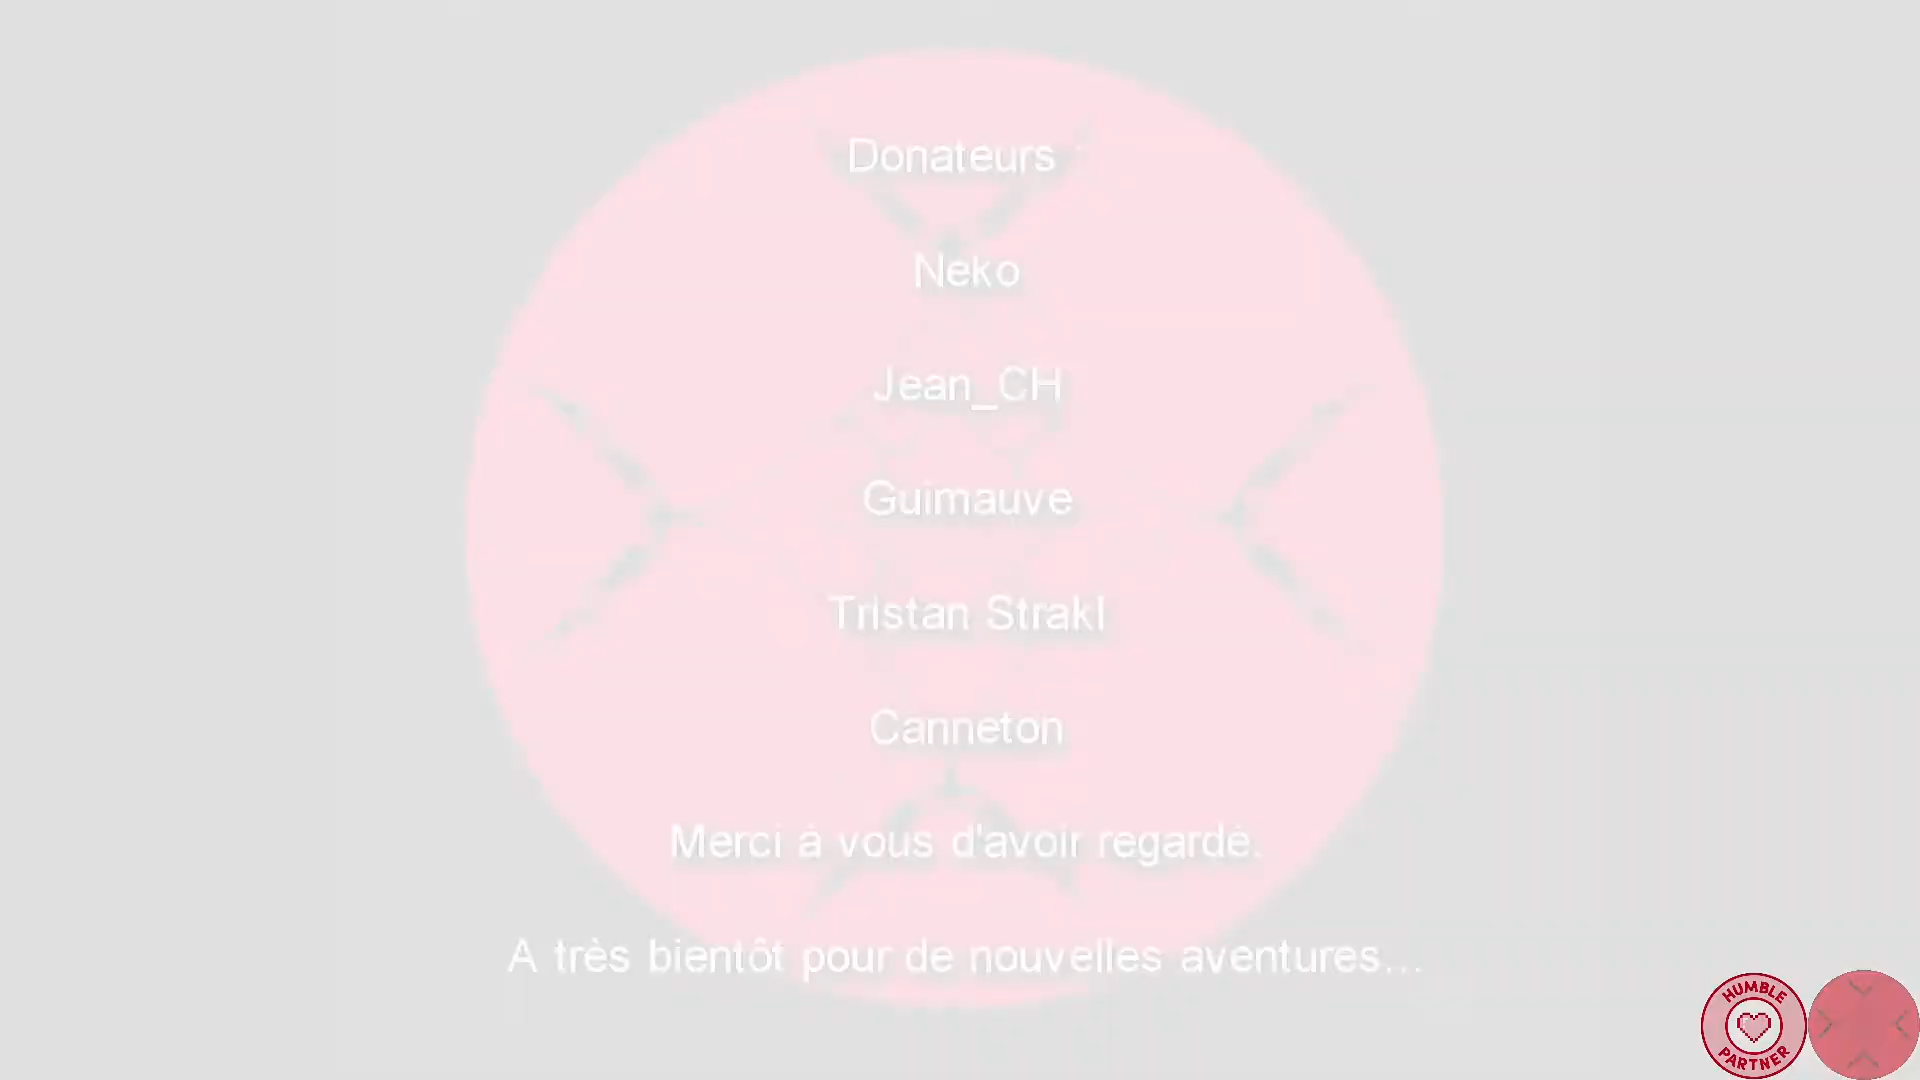 Donateurs
Neko
Jean_CH
Guimauve
Tristan Strakl
Canneton
Merci à vous d'avoir regardé.
A très bientôt pour de nouvelles aventures...
HUMBLE
PARTNER